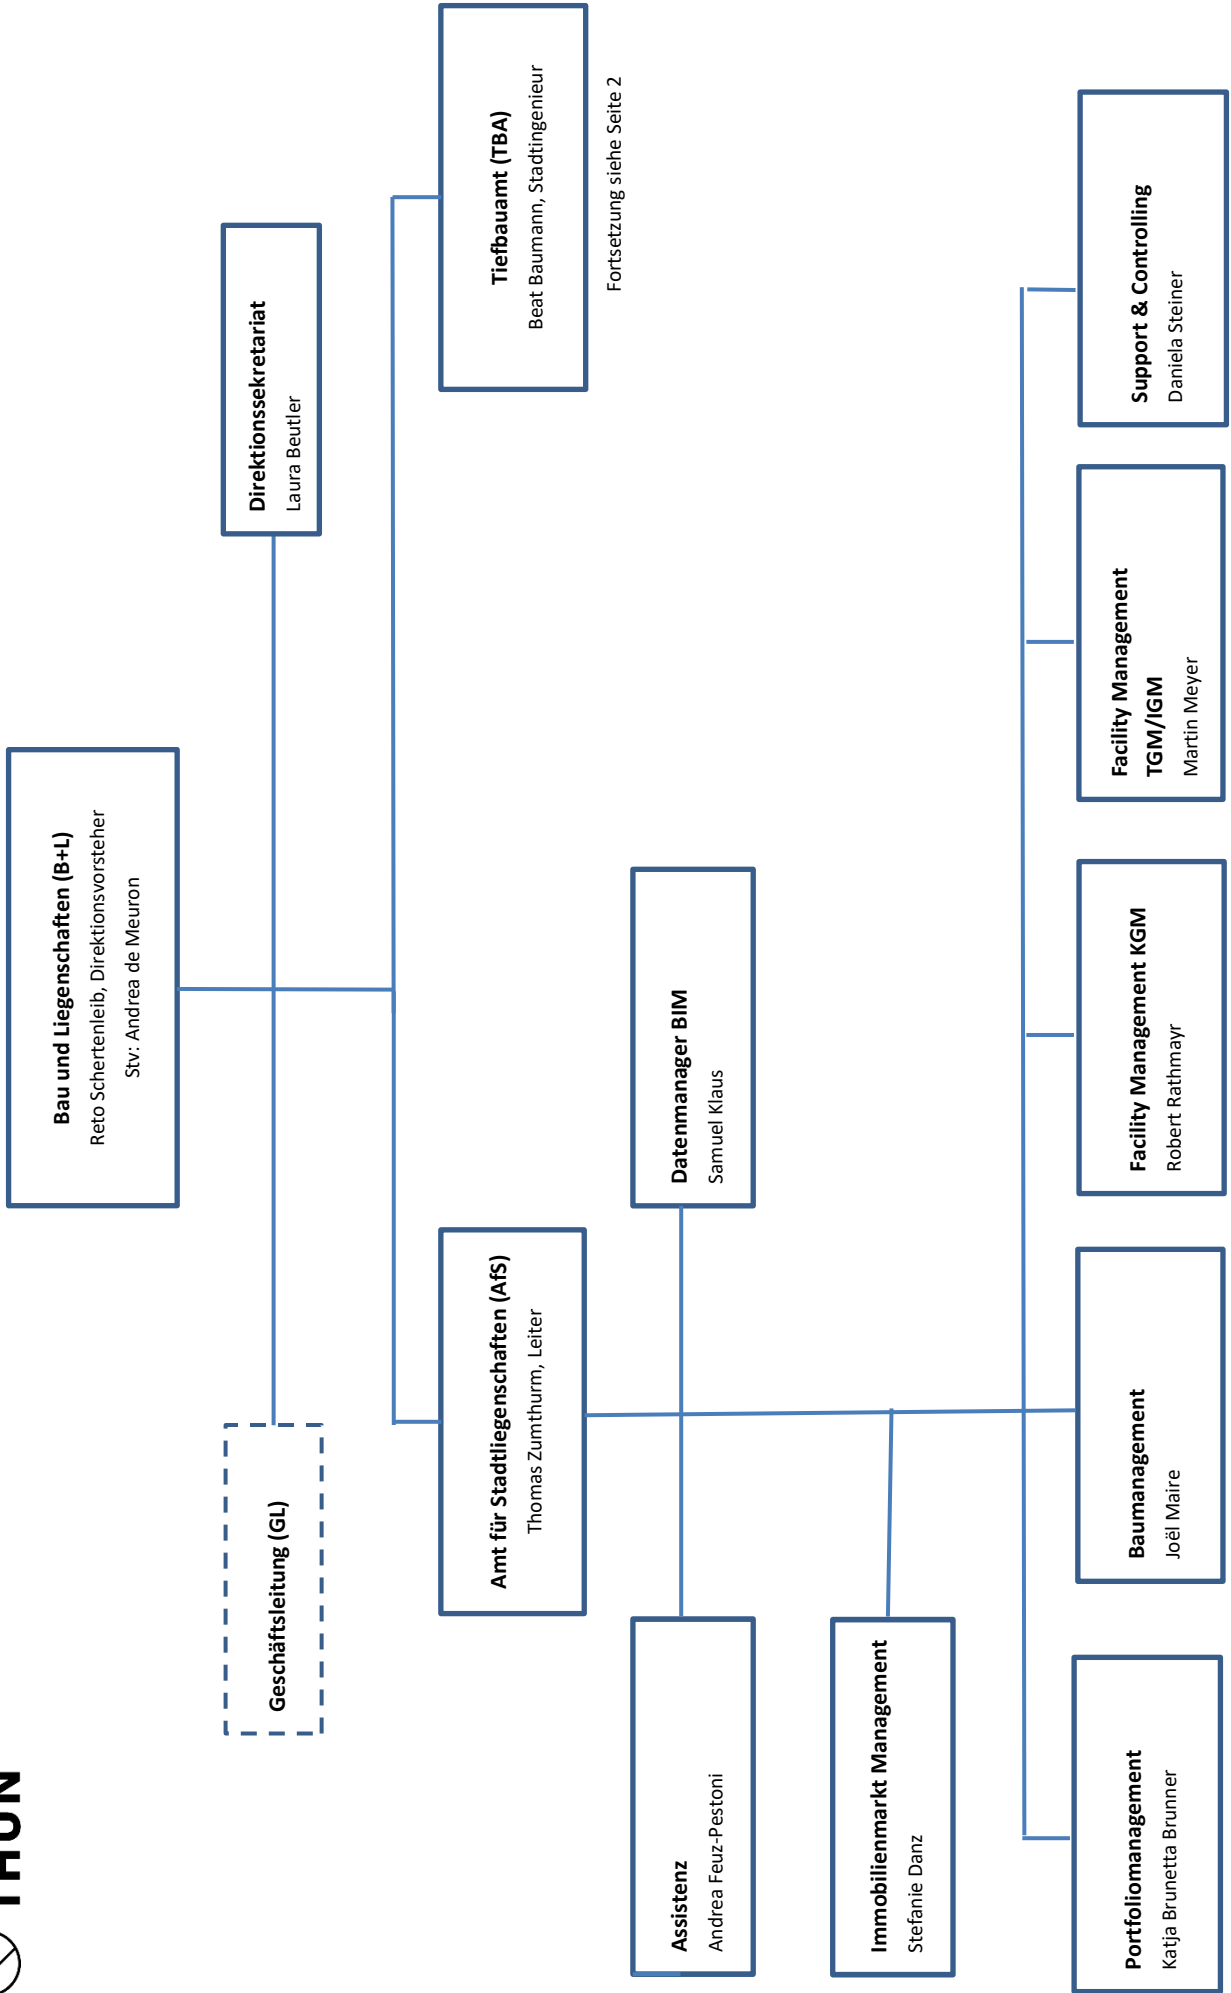 THUN
Bau und Liegenschaften (B+L)
Reto Schertenleib, Direktionsvorsteher
Stv: Andrea de Meuron
Geschäftsleitung (GL)
Direktionssekretariat
Laura Beutler
Amt für Stadtliegenschaften (AfS)
Thomas Zumthurm, Leiter
Tiefbauamt (TBA)
Beat Baumann, Stadtingenieur
Fortsetzung siehe Seite 2
Assistenz
Andrea Feuz-Pestoni
Datenmanager BIM
Samuel Klaus
Immobilienmarkt Management
Stefanie Danz
Portfoliomanagement
Katja Brunetta Brunner
Baumanagement
Joël Maire
Facility Management KGM
Robert Rathmayr
Facility Management
TGM/IGM
Martin Meyer
Support & Controlling
Daniela Steiner